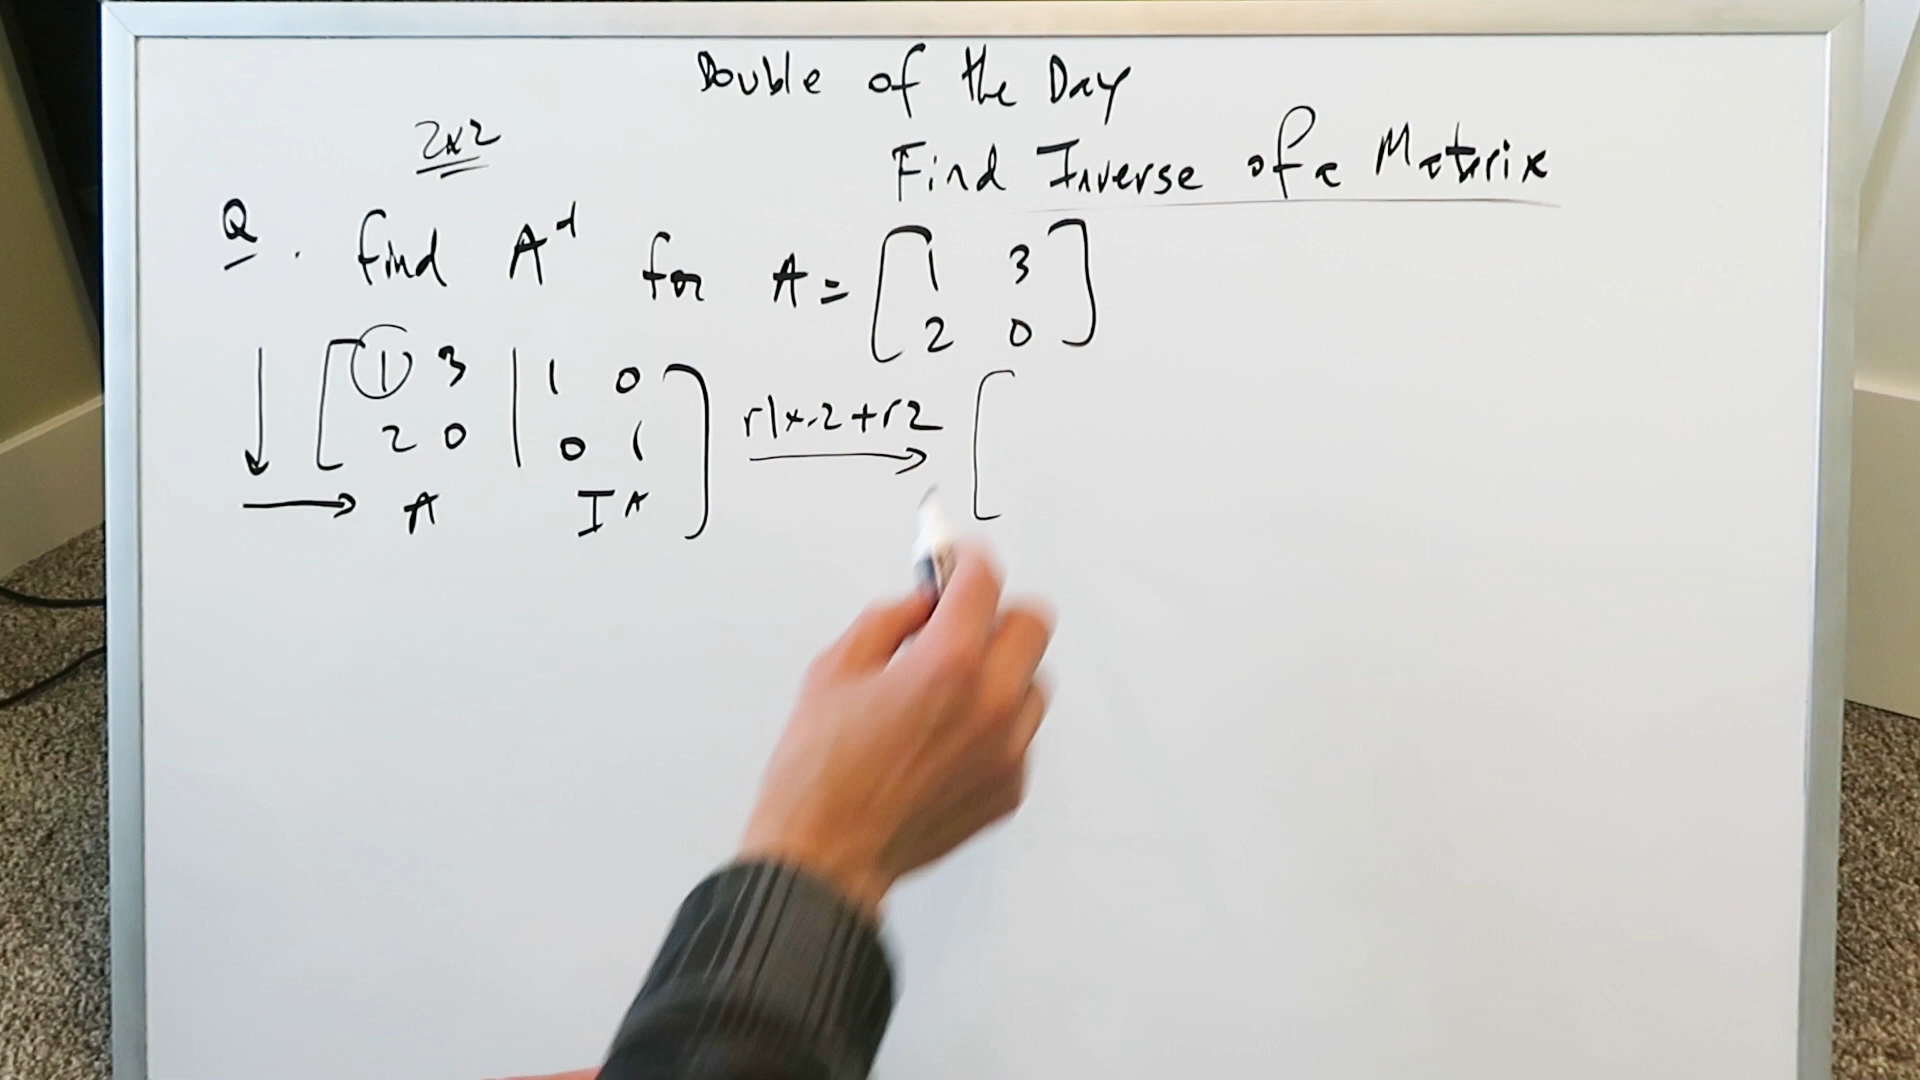 Double of the Day
2x2
Find Inverse of a Matrix
Q. Find A⁻¹ for A = [1 3
2 0]
[1 3 | 1 0
2 0 | 0 1]
r1x-2+r2 → [
→ A I A